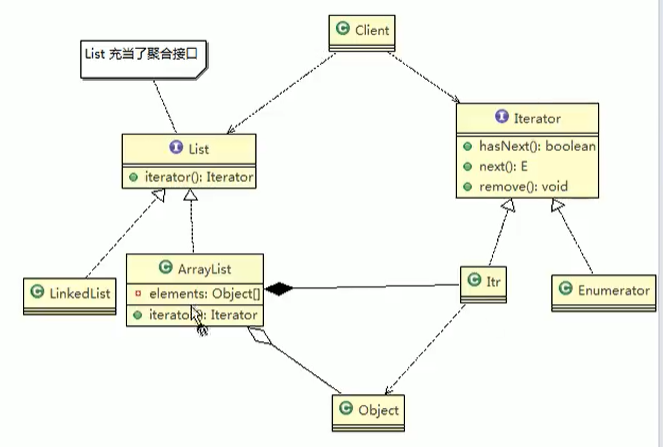 Client
List 充当了聚合接口
Iterator
hasNext(): boolean
next(): E
remove(): void
List
iterator(): Iterator
ArrayList
elements: Object[]
iterator(): Iterator
LinkedList
Itr
Enumerator
Object